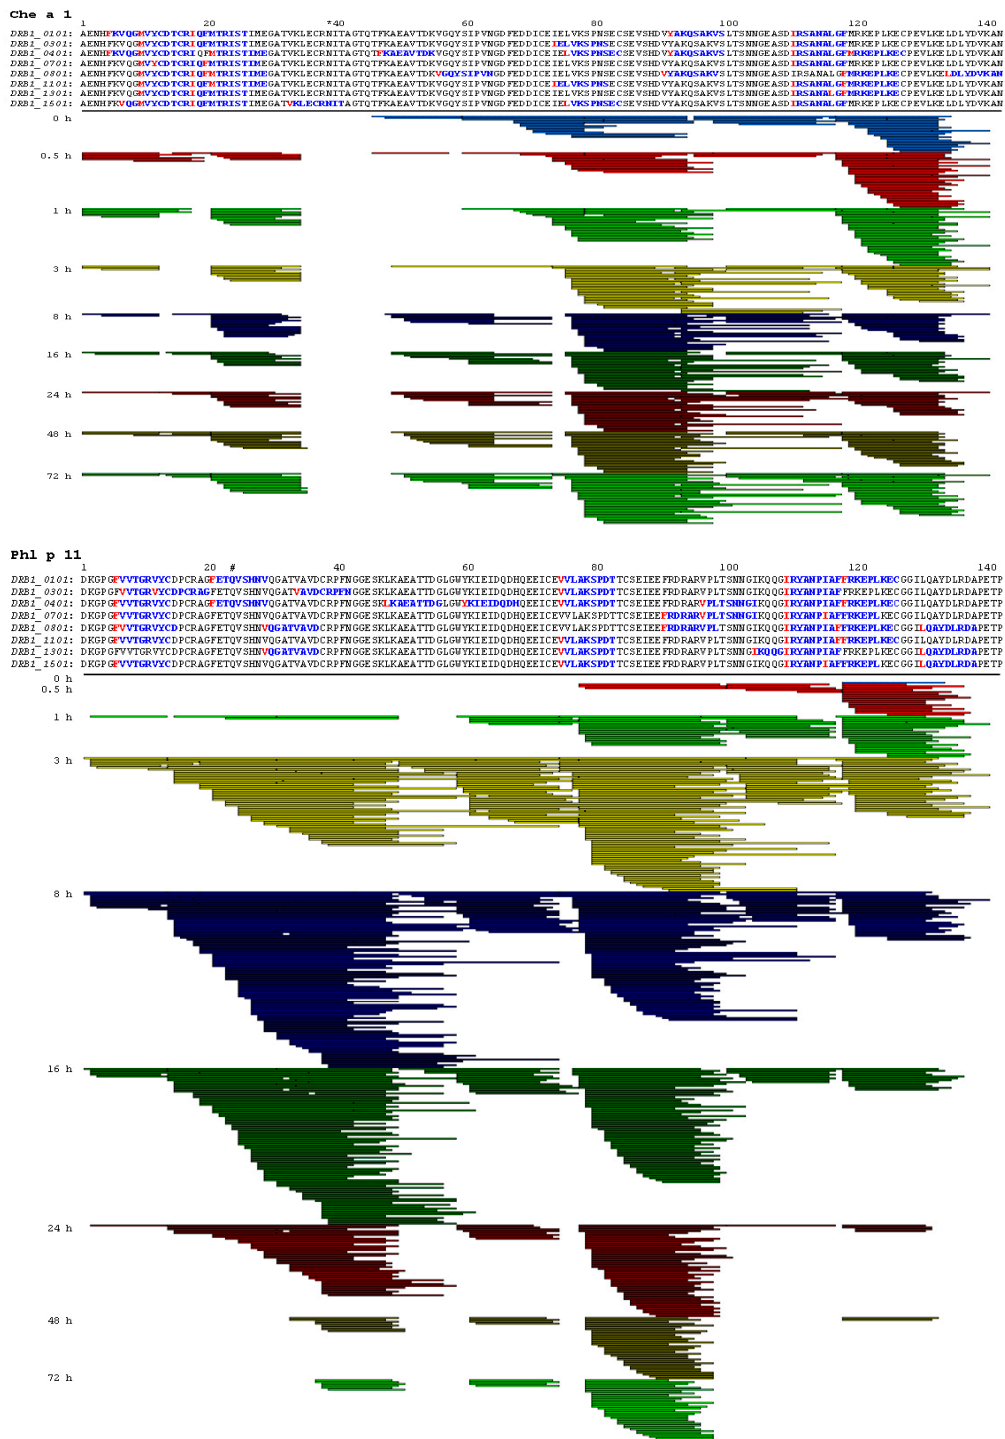 Che a 1
1 20 *40 60 80 100 120 140
DRB1_0101: AENHFKVQGMVYCDTCRIQFMTRISTIMEGATVKLECRNITAGTQTFKAEAVTDKVGQYSIPVNGDFEDDICEIELVKSPNSECSEVSHDVYAKQSAKVSLTSNNGEASDIRSANALGFMRKEPLKECPEVLKELDLYDVKAN
DRB1_0301: AENHFKVQGMVYCDTCRIQFMTRISTIMEGATVKLECRNITAGTQTFKAEAVTDKVGQYSIPVNGDFEDDICEIELVKSPNSECSEVSHDVYAKQSAKVSLTSNNGEASDIRSANALGFMRKEPLKECPEVLKELDLYDVKAN
DRB1_0401: AENHFKVQGMVYCDTCRIQFMTRISTIMEGATVKLECRNITAGTQTFKAEAVTDKVGQYSIPVNGDFEDDICEIELVKSPNSECSEVSHDVYAKQSAKVSLTSNNGEASDIRSANALGFMRKEPLKECPEVLKELDLYDVKAN
DRB1_0701: AENHFKVQGMVYCDTCRIQFMTRISTIMEGATVKLECRNITAGTQTFKAEAVTDKVGQYSIPVNGDFEDDICEIELVKSPNSECSEVSHDVYAKQSAKVSLTSNNGEASDIRSANALGFMRKEPLKECPEVLKELDLYDVKAN
DRB1_0801: AENHFKVQGMVYCDTCRIQFMTRISTIMEGATVKLECRNITAGTQTFKAEAVTDKVGQYSIPVNGDFEDDICEIELVKSPNSECSEVSHDVYAKQSAKVSLTSNNGEASDIRSANALGFMRKEPLKECPEVLKELDLYDVKAN
DRB1_1101: AENHFKVQGMVYCDTCRIQFMTRISTIMEGATVKLECRNITAGTQTFKAEAVTDKVGQYSIPVNGDFEDDICEIELVKSPNSECSEVSHDVYAKQSAKVSLTSNNGEASDIRSANALGFMRKEPLKECPEVLKELDLYDVKAN
DRB1_1301: AENHFKVQGMVYCDTCRIQFMTRISTIMEGATVKLECRNITAGTQTFKAEAVTDKVGQYSIPVNGDFEDDICEIELVKSPNSECSEVSHDVYAKQSAKVSLTSNNGEASDIRSANALGFMRKEPLKECPEVLKELDLYDVKAN
DRB1_1501: AENHFKVQGMVYCDTCRIQFMTRISTIMEGATVKLECRNITAGTQTFKAEAVTDKVGQYSIPVNGDFEDDICEIELVKSPNSECSEVSHDVYAKQSAKVSLTSNNGEASDIRSANALGFMRKEPLKECPEVLKELDLYDVKAN
0 h
0.5 h
1 h
3 h
8 h
16 h
24 h
48 h
72 h
Phl p 11
1 20 # 40 60 80 100 120 140
DRB1_0101: DKGPGFVVTGRVYCDPCRAGFETQVSHNVQGATVAVDCRPFNGGESKLKAEATTDGLGWYKIEIDQDHQEEICEVVLAKSPDTTCSEIEEFRDRARVPLTSNNGIKQQGIRYANPIAFFRKEPLKECGGILQAYDLRDAPETP
DRB1_0301: DKGPGFVVTGRVYCDPCRAGFETQVSHNVQGATVAVDCRPFNGGESKLKAEATTDGLGWYKIEIDQDHQEEICEVVLAKSPDTTCSEIEEFRDRARVPLTSNNGIKQQGIRYANPIAFFRKEPLKECGGILQAYDLRDAPETP
DRB1_0401: DKGPGFVVTGRVYCDPCRAGFETQVSHNVQGATVAVDCRPFNGGESKLKAEATTDGLGWYKIEIDQDHQEEICEVVLAKSPDTTCSEIEEFRDRARVPLTSNNGIKQQGIRYANPIAFFRKEPLKECGGILQAYDLRDAPETP
DRB1_0701: DKGPGFVVTGRVYCDPCRAGFETQVSHNVQGATVAVDCRPFNGGESKLKAEATTDGLGWYKIEIDQDHQEEICEVVLAKSPDTTCSEIEEFRDRARVPLTSNNGIKQQGIRYANPIAFFRKEPLKECGGILQAYDLRDAPETP
DRB1_0801: DKGPGFVVTGRVYCDPCRAGFETQVSHNVQGATVAVDCRPFNGGESKLKAEATTDGLGWYKIEIDQDHQEEICEVVLAKSPDTTCSEIEEFRDRARVPLTSNNGIKQQGIRYANPIAFFRKEPLKECGGILQAYDLRDAPETP
DRB1_1101: DKGPGFVVTGRVYCDPCRAGFETQVSHNVQGATVAVDCRPFNGGESKLKAEATTDGLGWYKIEIDQDHQEEICEVVLAKSPDTTCSEIEEFRDRARVPLTSNNGIKQQGIRYANPIAFFRKEPLKECGGILQAYDLRDAPETP
DRB1_1301: DKGPGFVVTGRVYCDPCRAGFETQVSHNVQGATVAVDCRPFNGGESKLKAEATTDGLGWYKIEIDQDHQEEICEVVLAKSPDTTCSEIEEFRDRARVPLTSNNGIKQQGIRYANPIAFFRKEPLKECGGILQAYDLRDAPETP
DRB1_1501: DKGPGFVVTGRVYCDPCRAGFETQVSHNVQGATVAVDCRPFNGGESKLKAEATTDGLGWYKIEIDQDHQEEICEVVLAKSPDTTCSEIEEFRDRARVPLTSNNGIKQQGIRYANPIAFFRKEPLKECGGILQAYDLRDAPETP
0 h
0.5 h
1 h
3 h
8 h
16 h
24 h
48 h
72 h